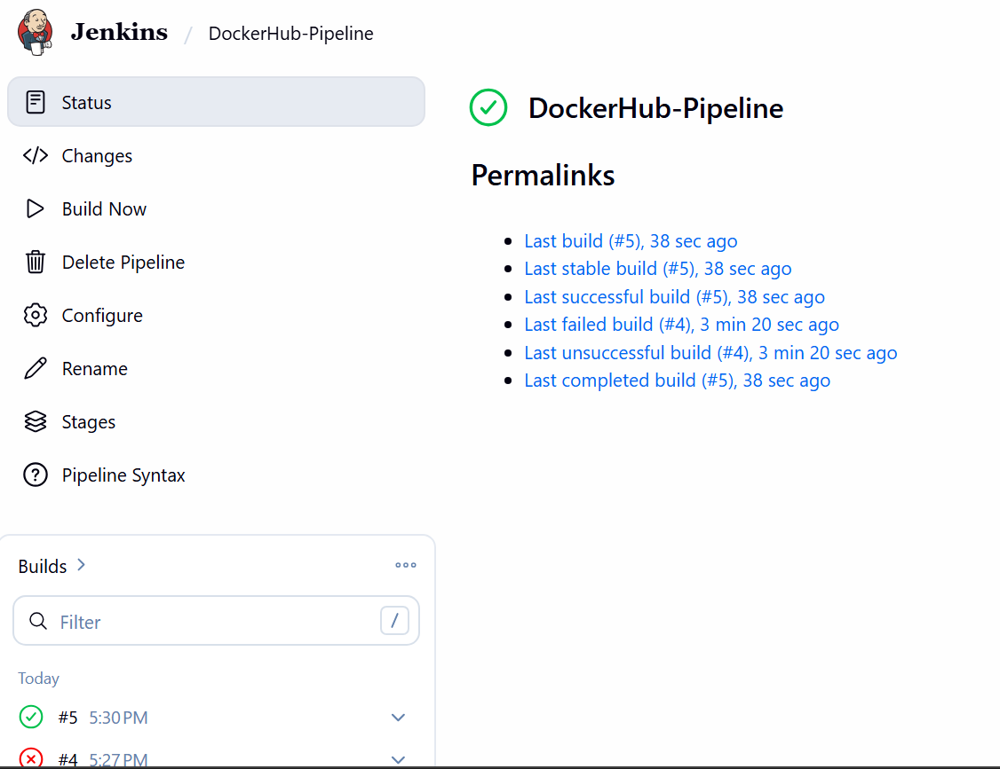 Jenkins / DockerHub-Pipeline
Status
Changes
Build Now
Delete Pipeline
Configure
Rename
Stages
Pipeline Syntax
Builds
Filter /
Today
#5 5:30 PM
#4 5:27 PM
DockerHub-Pipeline
Permalinks
Last build (#5), 38 sec ago
Last stable build (#5), 38 sec ago
Last successful build (#5), 38 sec ago
Last failed build (#4), 3 min 20 sec ago
Last unsuccessful build (#4), 3 min 20 sec ago
Last completed build (#5), 38 sec ago